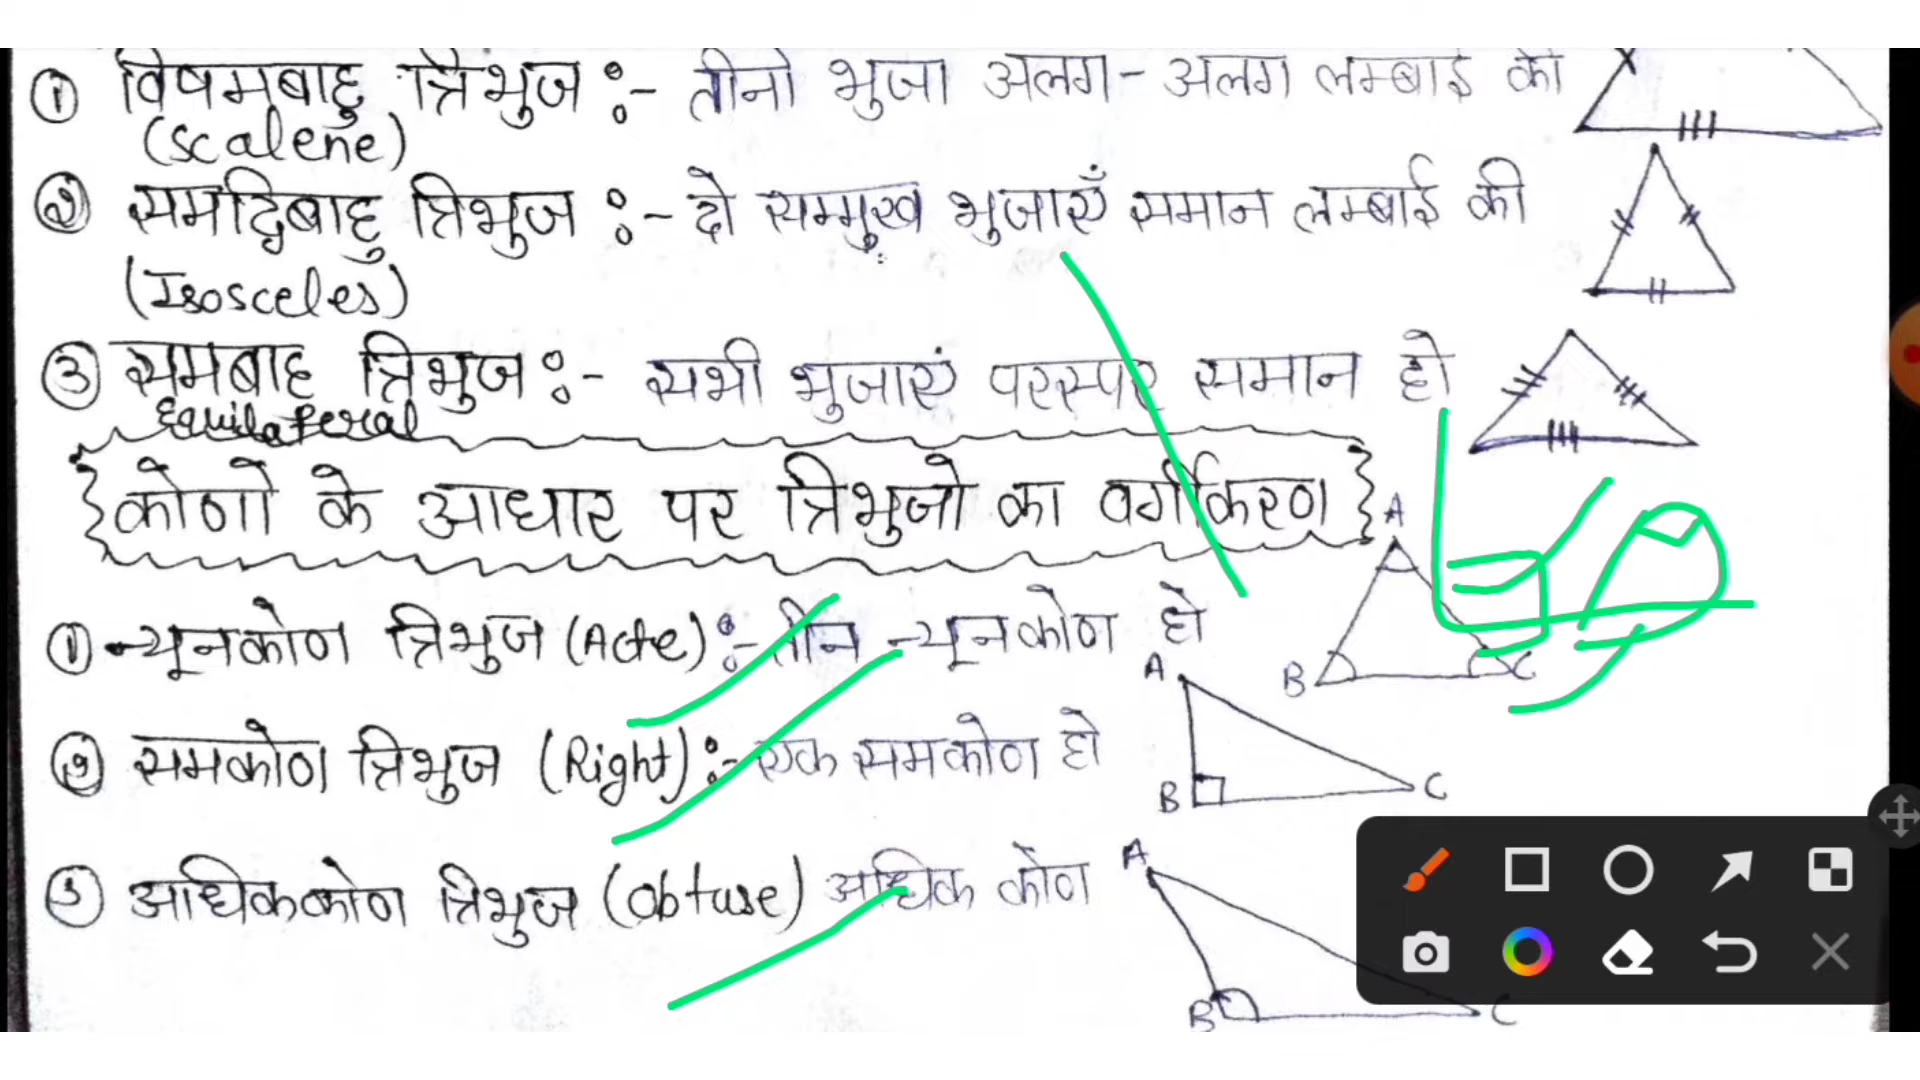 ① विषमबाहु त्रिभुज :- तीनो भुजा अलग-अलग लम्बाई की
(Scalene)
② समद्विबाहु त्रिभुज :- दो सम्मुख भुजाएँ समान लम्बाई की
(Isosceles)
③ समबाहु त्रिभुज :- सभी भुजाएं परस्पर समान हो
Equilateral
{कोणो के आधार पर त्रिभुजो का वर्गीकरण}
① न्यूनकोण त्रिभुज (Acte) :- तीन न्यूनकोण हो
A
B C
② समकोण त्रिभुज (Right) :- एक समकोण हो
A
B C
③ अधिककोण त्रिभुज (obtuse) अधिक कोण
A
B C